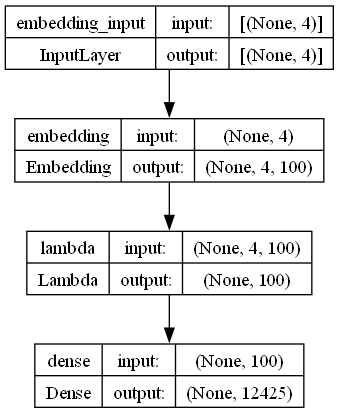 embedding_input input: [(None, 4)]
InputLayer output: [(None, 4)]
embedding input: (None, 4)
Embedding output: (None, 4, 100)
lambda input: (None, 4, 100)
Lambda output: (None, 100)
dense input: (None, 100)
Dense output: (None, 12425)